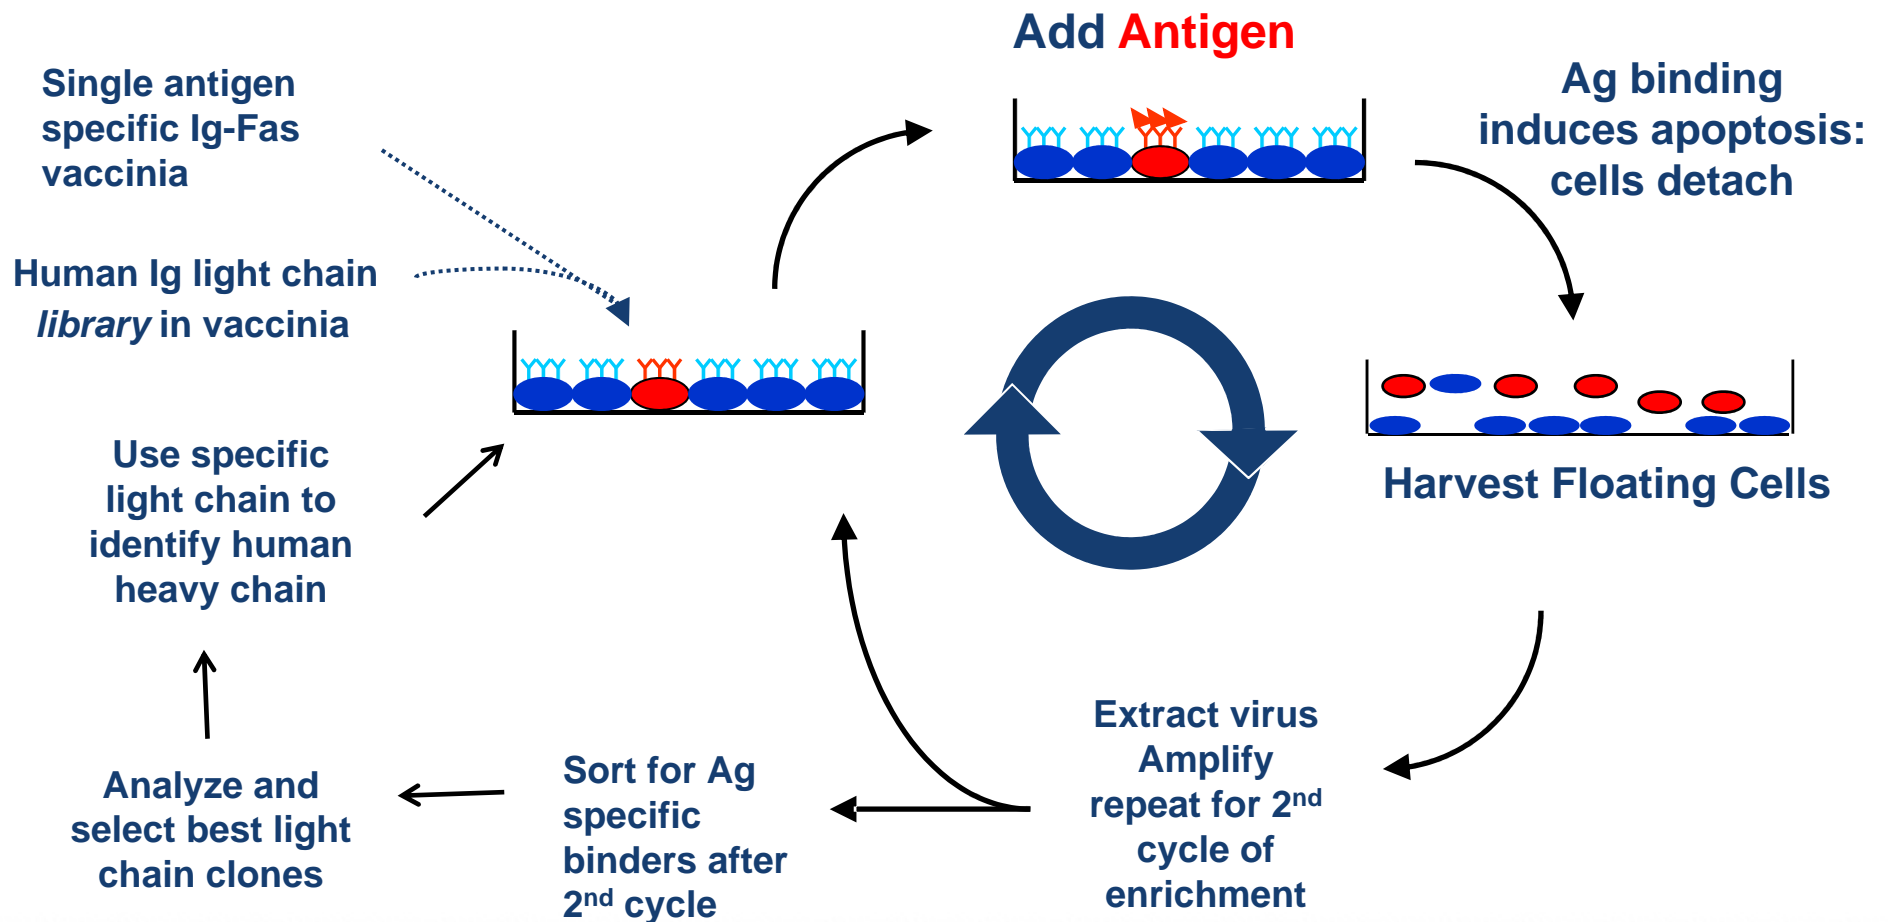 Add Antigen
Single antigen
specific Ig-Fas
vaccinia
Human Ig light chain
library in vaccinia
Ag binding
induces apoptosis:
cells detach
Harvest Floating Cells
Extract virus
Amplify
repeat for 2nd
cycle of
enrichment
Sort for Ag
specific
binders after
2nd cycle
Analyze and
select best light
chain clones
Use specific
light chain to
identify human
heavy chain